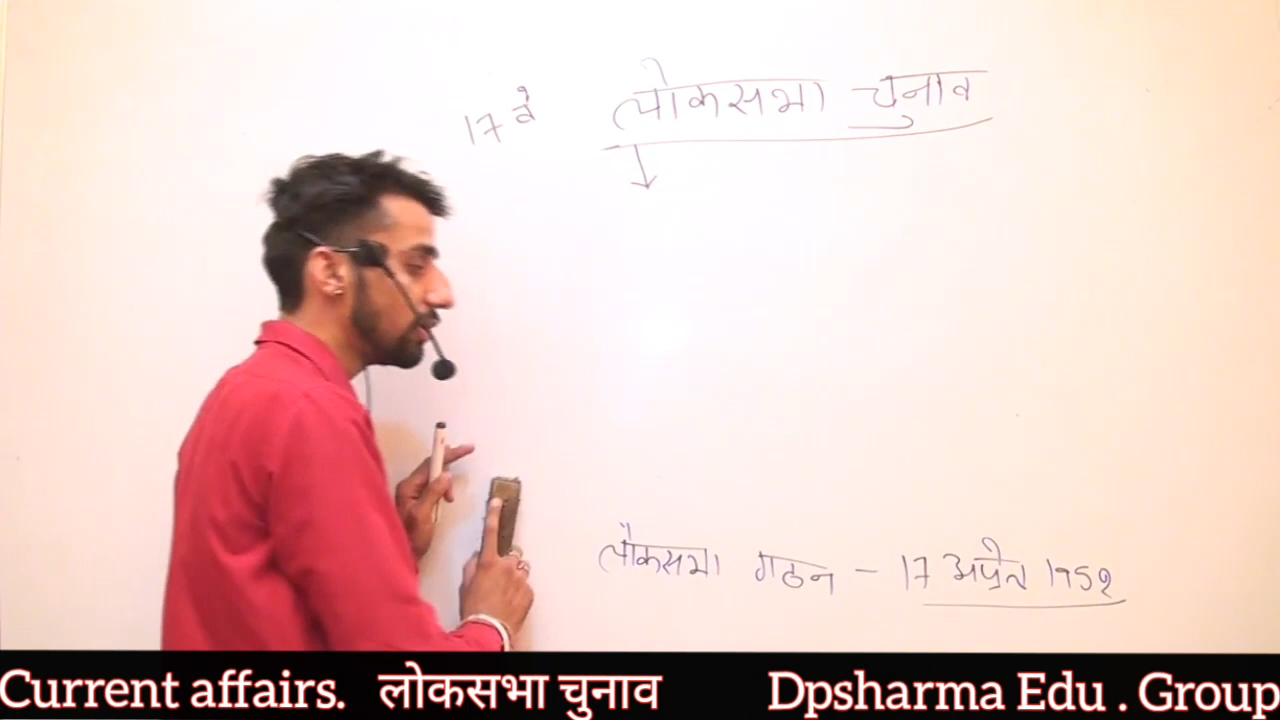 17वे लोकसभा चुनाव
लौकसभा गठन - 17 अप्रेल 1952
Current affairs. लोकसभा चुनाव Dpsharma Edu . Group